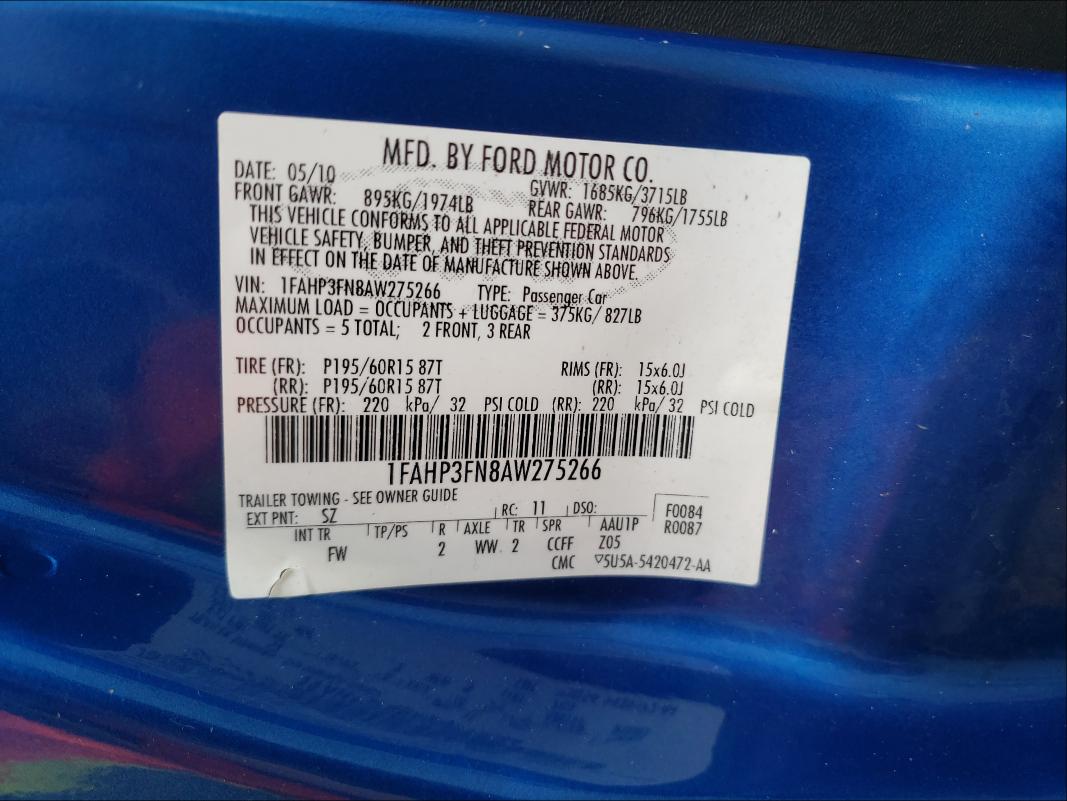 MFD. BY FORD MOTOR CO.
DATE: 05/10 GVWR: 1685KG/3715LB
FRONT GAWR: 895KG/1974LB REAR GAWR: 796KG/1755LB
THIS VEHICLE CONFORMS TO ALL APPLICABLE FEDERAL MOTOR
VEHICLE SAFETY, BUMPER, AND THEFT PREVENTION STANDARDS
IN EFFECT ON THE DATE OF MANUFACTURE SHOWN ABOVE.
VIN: 1FAHP3FN8AW275266 TYPE: Passenger Car
MAXIMUM LOAD = OCCUPANTS + LUGGAGE = 375KG/ 827LB
OCCUPANTS = 5 TOTAL; 2 FRONT, 3 REAR
TIRE (FR): P195/60R15 87T RIMS (FR): 15x6.0J
(RR): P195/60R15 87T (RR): 15x6.0J
PRESSURE (FR): 220 kPa/ 32 PSI COLD (RR): 220 kPa/ 32 PSI COLD
1FAHP3FN8AW275266
TRAILER TOWING - SEE OWNER GUIDE
EXT PNT: SZ RC: 11 DSO: F0084
INT TR TP/PS R AXLE TR SPR AAU1P R0087
FW 2 WW 2 CCFF Z05
CMC ▽5U5A-5420472-AA